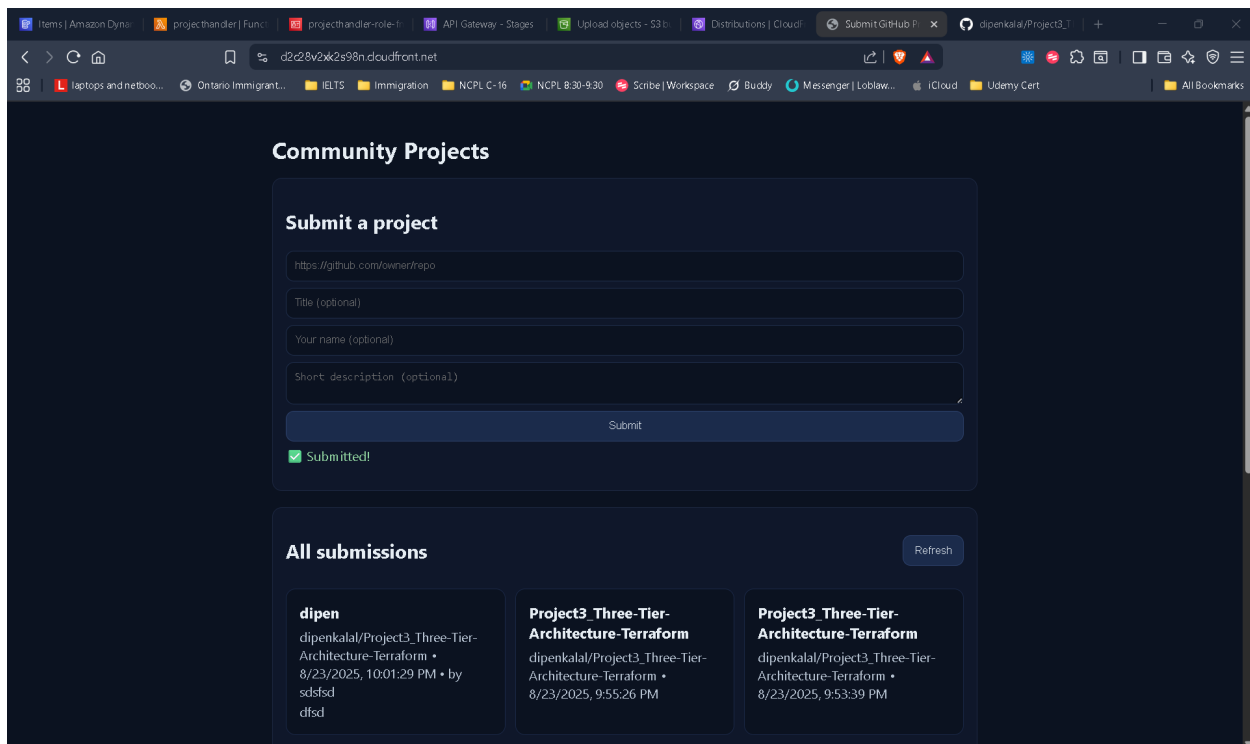 Items | Amazon Dynar
projecthandler | Funct
projecthandler-role-fr
API Gateway - Stages
Upload objects - S3 bu
Distributions | CloudF
Submit GitHub Pr
dipenkalal/Project3_T
d2c28v2xk2s98n.cloudfront.net
laptops and netboo...
Ontario Immigrant...
IELTS
Immigration
NCPL C-16
NCPL 8:30-9:30
Scribe | Workspace
Buddy
Messenger | Loblaw...
iCloud
Udemy Cert
All Bookmarks
Community Projects
Submit a project
https://github.com/owner/repo
Title (optional)
Your name (optional)
Short description (optional)
Submit
✅ Submitted!
All submissions
Refresh
dipen
dipenkalal/Project3_Three-Tier-
Architecture-Terraform •
8/23/2025, 10:01:29 PM • by
sdsfsd
dfsd
Project3_Three-Tier-
Architecture-Terraform
dipenkalal/Project3_Three-Tier-
Architecture-Terraform •
8/23/2025, 9:55:26 PM
Project3_Three-Tier-
Architecture-Terraform
dipenkalal/Project3_Three-Tier-
Architecture-Terraform •
8/23/2025, 9:53:39 PM